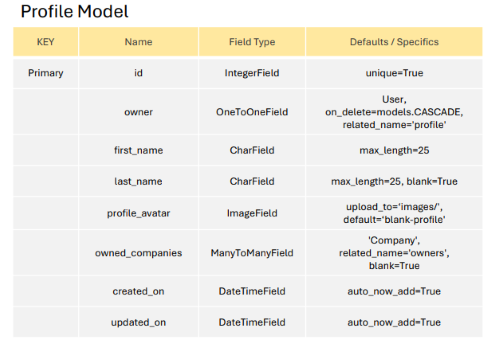 Profile Model
KEY Name Field Type Defaults / Specifics
Primary id IntegerField unique=True
owner OneToOneField User,
on_delete=models.CASCADE,
related_name='profile'
first_name CharField max_length=25
last_name CharField max_length=25, blank=True
profile_avatar ImageField upload_to='images/',
default='blank-profile'
owned_companies ManyToManyField 'Company',
related_name='owners',
blank=True
created_on DateTimeField auto_now_add=True
updated_on DateTimeField auto_now_add=True